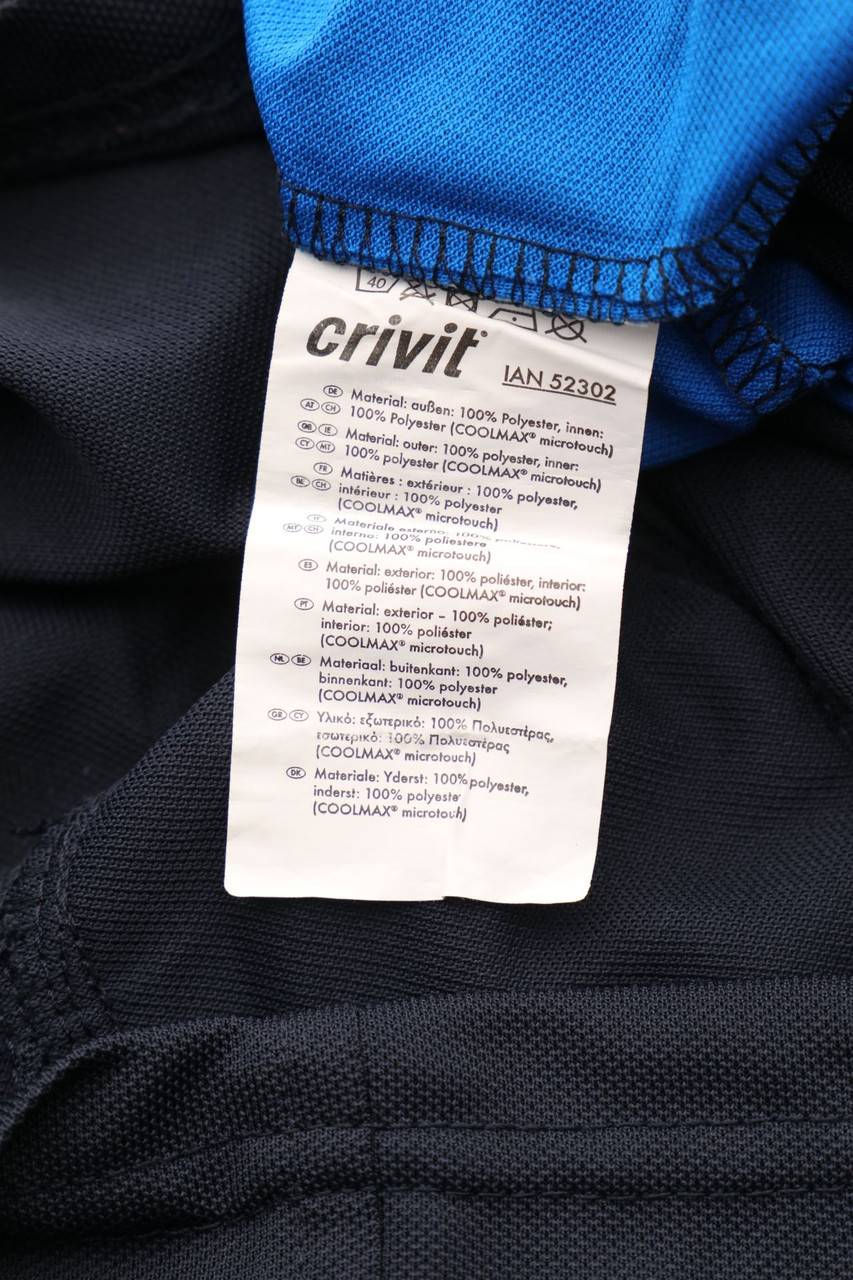 40
crivit®
IAN 52302
DE AT CH Material: außen: 100% Polyester, innen:
100% Polyester (COOLMAX® microtouch)
GB IE CY MT Material: outer: 100% polyester, inner:
100% polyester (COOLMAX® microtouch)
FR BE CH Matières : extérieur : 100% polyester,
intérieur : 100% polyester
(COOLMAX® microtouch)
IT MT CH Materiale esterno: 100% poliestere,
interno: 100% poliestere
(COOLMAX® microtouch)
ES Material: exterior: 100% poliéster, interior:
100% poliéster (COOLMAX® microtouch)
PT Material: exterior – 100% poliéster;
interior: 100% poliéster
(COOLMAX® microtouch)
NL BE Materiaal: buitenkant: 100% polyester,
binnenkant: 100% polyester
(COOLMAX® microtouch)
GR CY Υλικό: εξωτερικό: 100% Πολυεστέρας,
εσωτερικό: 100% Πολυεστέρας
(COOLMAX® microtouch)
DK Materiale: Yderst: 100% polyester,
inderst: 100% polyester
(COOLMAX® microtouch)